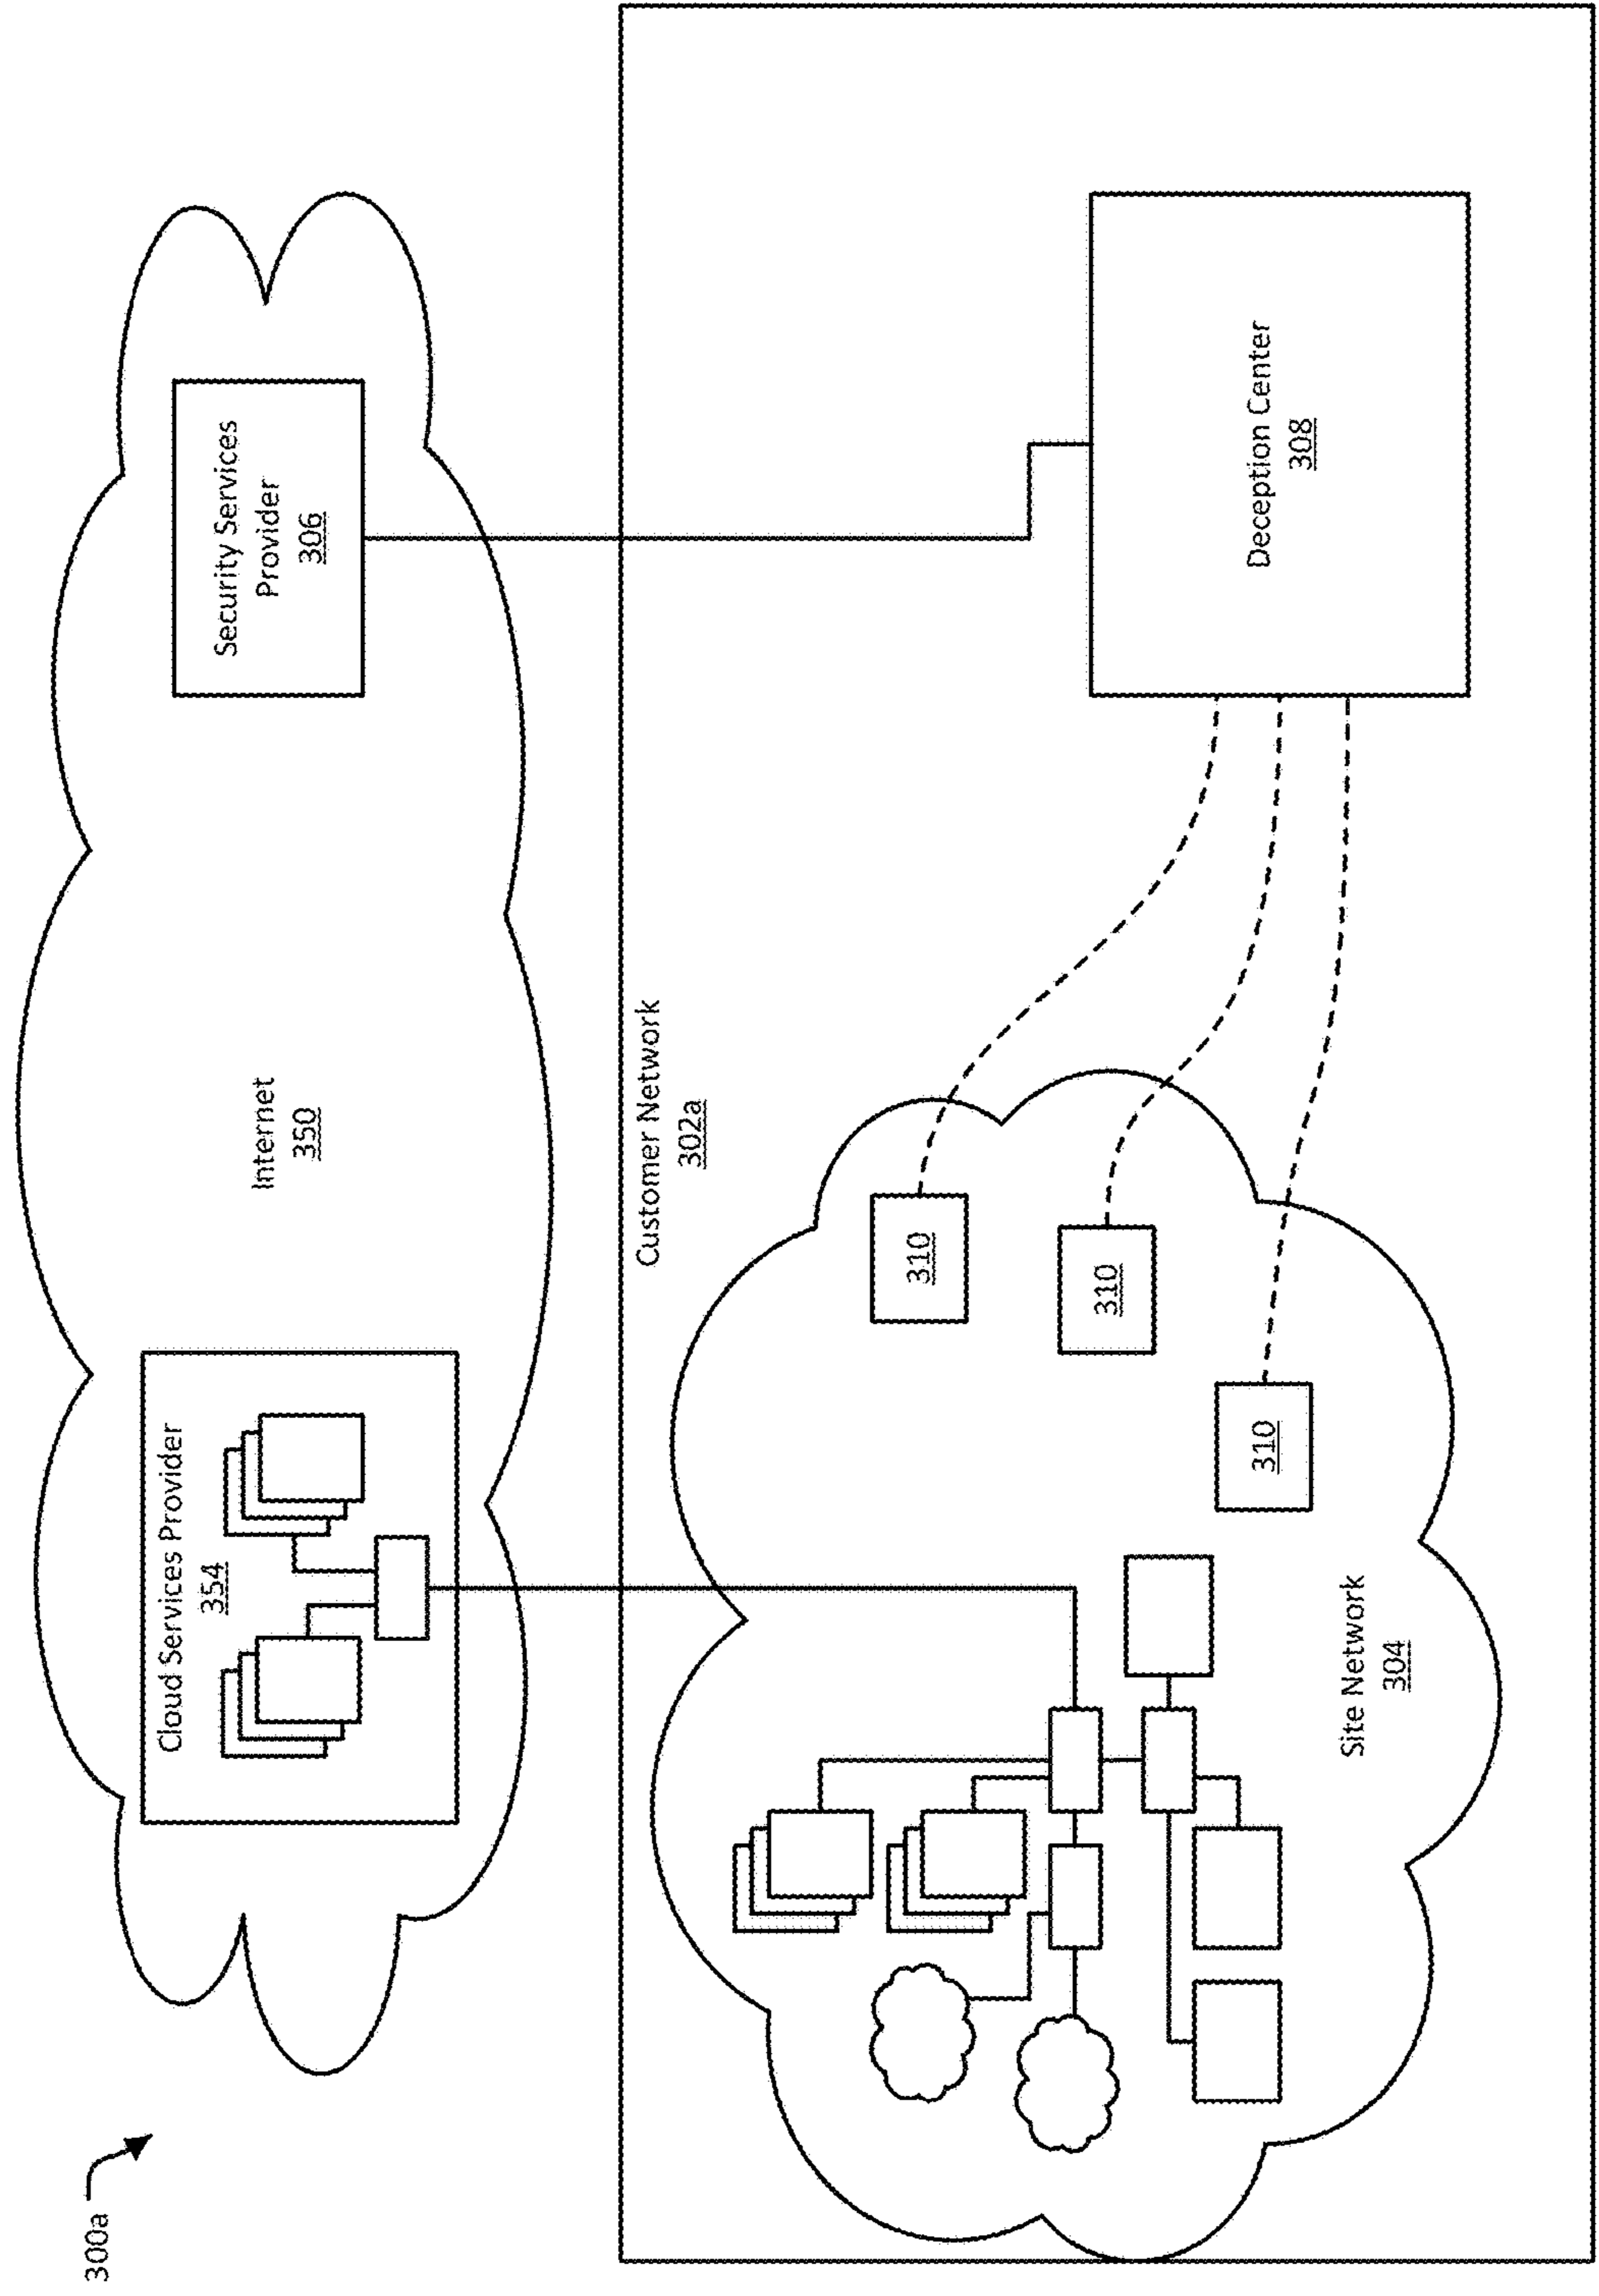 300a
Internet
350
Cloud Services Provider
354
Security Services
Provider
306
Customer Network
302a
310
310
310
Site Network
304
Deception Center
308